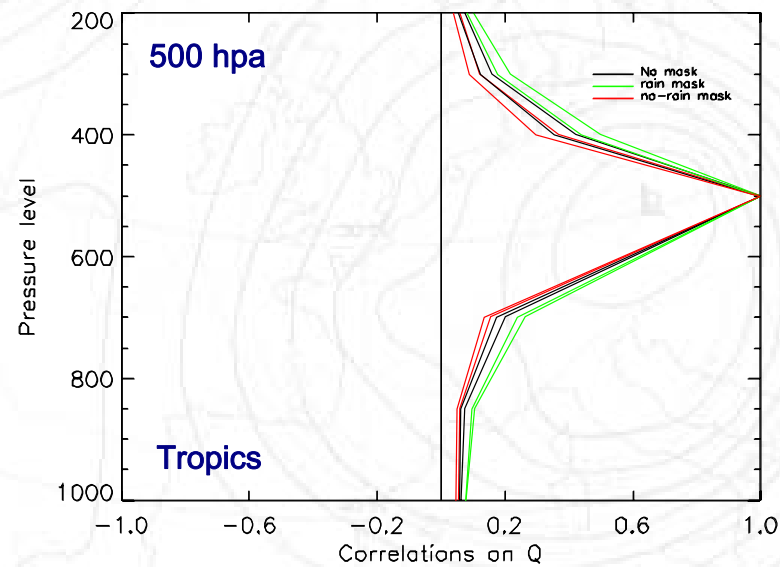 200
500 hpa
No mask
rain mask
no-rain mask
400
Pressure level
600
800
Tropics
1000
-1.0 -0.6 -0.2 0.2 0.6 1.0
Correlations on Q